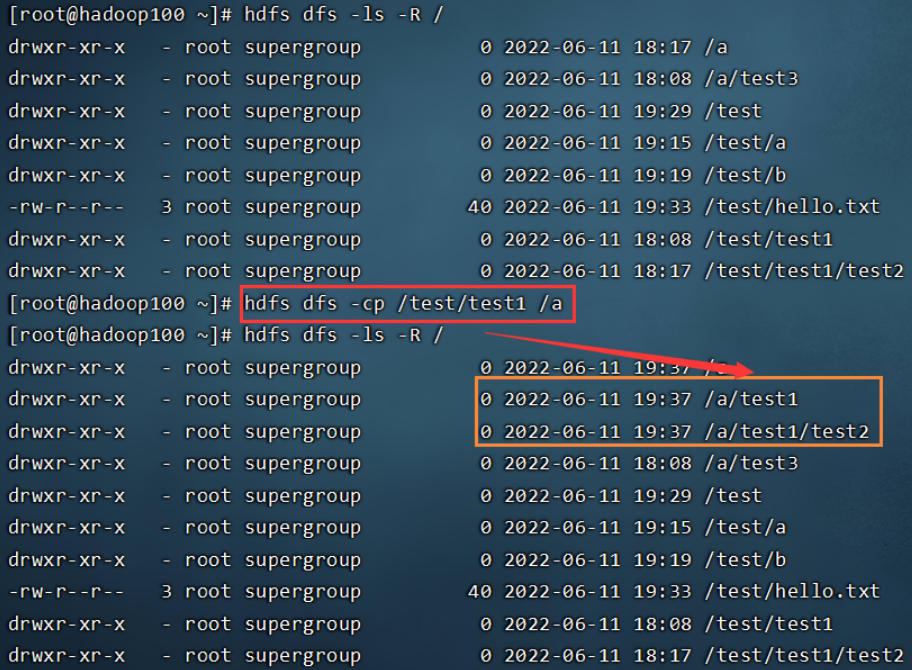 [root@hadoop100 ~]# hdfs dfs -ls -R /
drwxr-xr-x   - root supergroup          0 2022-06-11 18:17 /a
drwxr-xr-x   - root supergroup          0 2022-06-11 18:08 /a/test3
drwxr-xr-x   - root supergroup          0 2022-06-11 19:29 /test
drwxr-xr-x   - root supergroup          0 2022-06-11 19:15 /test/a
drwxr-xr-x   - root supergroup          0 2022-06-11 19:19 /test/b
-rw-r--r--   3 root supergroup         40 2022-06-11 19:33 /test/hello.txt
drwxr-xr-x   - root supergroup          0 2022-06-11 18:08 /test/test1
drwxr-xr-x   - root supergroup          0 2022-06-11 18:17 /test/test1/test2
[root@hadoop100 ~]# hdfs dfs -cp /test/test1 /a
[root@hadoop100 ~]# hdfs dfs -ls -R /
drwxr-xr-x   - root supergroup          0 2022-06-11 19:37 /a
drwxr-xr-x   - root supergroup          0 2022-06-11 19:37 /a/test1
drwxr-xr-x   - root supergroup          0 2022-06-11 19:37 /a/test1/test2
drwxr-xr-x   - root supergroup          0 2022-06-11 18:08 /a/test3
drwxr-xr-x   - root supergroup          0 2022-06-11 19:29 /test
drwxr-xr-x   - root supergroup          0 2022-06-11 19:15 /test/a
drwxr-xr-x   - root supergroup          0 2022-06-11 19:19 /test/b
-rw-r--r--   3 root supergroup         40 2022-06-11 19:33 /test/hello.txt
drwxr-xr-x   - root supergroup          0 2022-06-11 18:08 /test/test1
drwxr-xr-x   - root supergroup          0 2022-06-11 18:17 /test/test1/test2